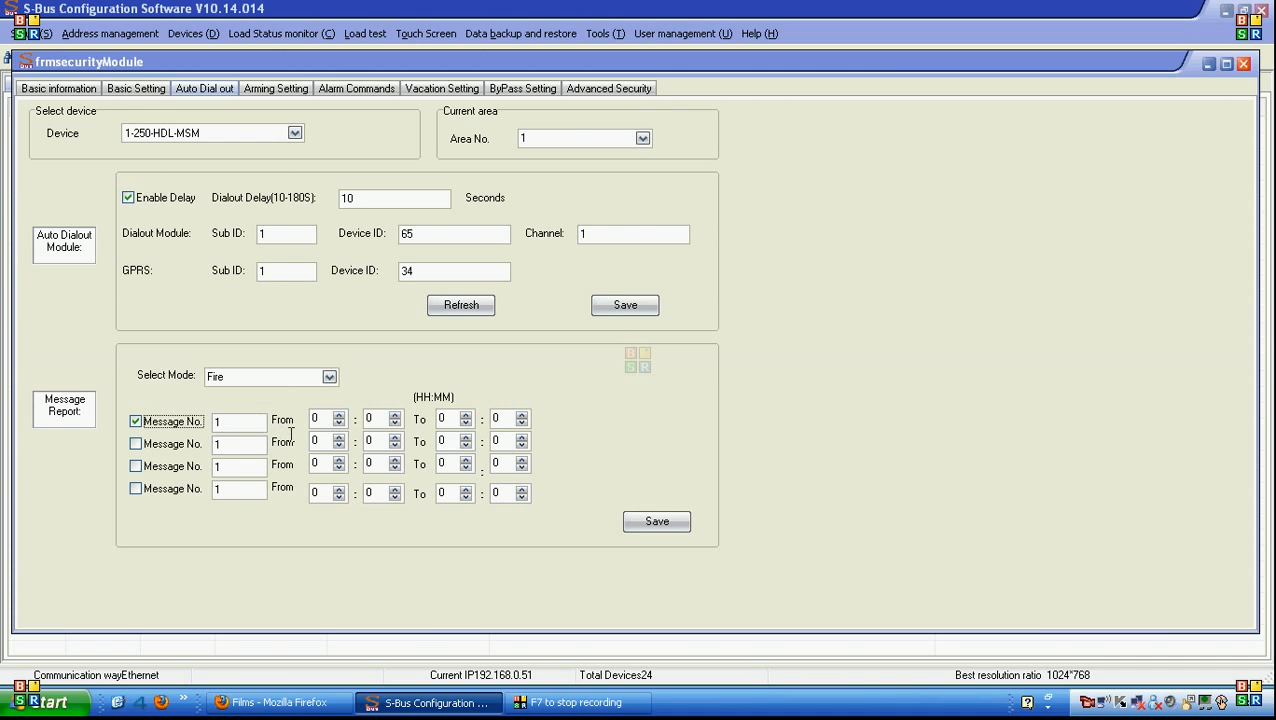 S-Bus Configuration Software V10.14.014
(S) Address management Devices (D) Load Status monitor (C) Load test Touch Screen Data backup and restore Tools (T) User management (U) Help (H)
frmsecurityModule
Basic information Basic Setting Auto Dial out Arming Setting Alarm Commands Vacation Setting ByPass Setting Advanced Security
Select device Current area
Device 1-250-HDL-MSM Area No. 1
Enable Delay Dialout Delay(10-180S): 10 Seconds
Auto Dialout Module:
Dialout Module: Sub ID: 1 Device ID: 65 Channel: 1
GPRS: Sub ID: 1 Device ID: 34
Refresh Save
Select Mode: Fire
Message Report:
(HH:MM)
Message No. 1 From 0 : 0 To 0 : 0
Message No. 1 From 0 : 0 To 0 : 0
Message No. 1 From 0 : 0 To 0 : 0
Message No. 1 From 0 : 0 To 0 : 0
Save
Communication wayEthernet Current IP192.168.0.51 Total Devices24 Best resolution ratio 1024*768
start Films - Mozilla Firefox S-Bus Configuration ... F7 to stop recording